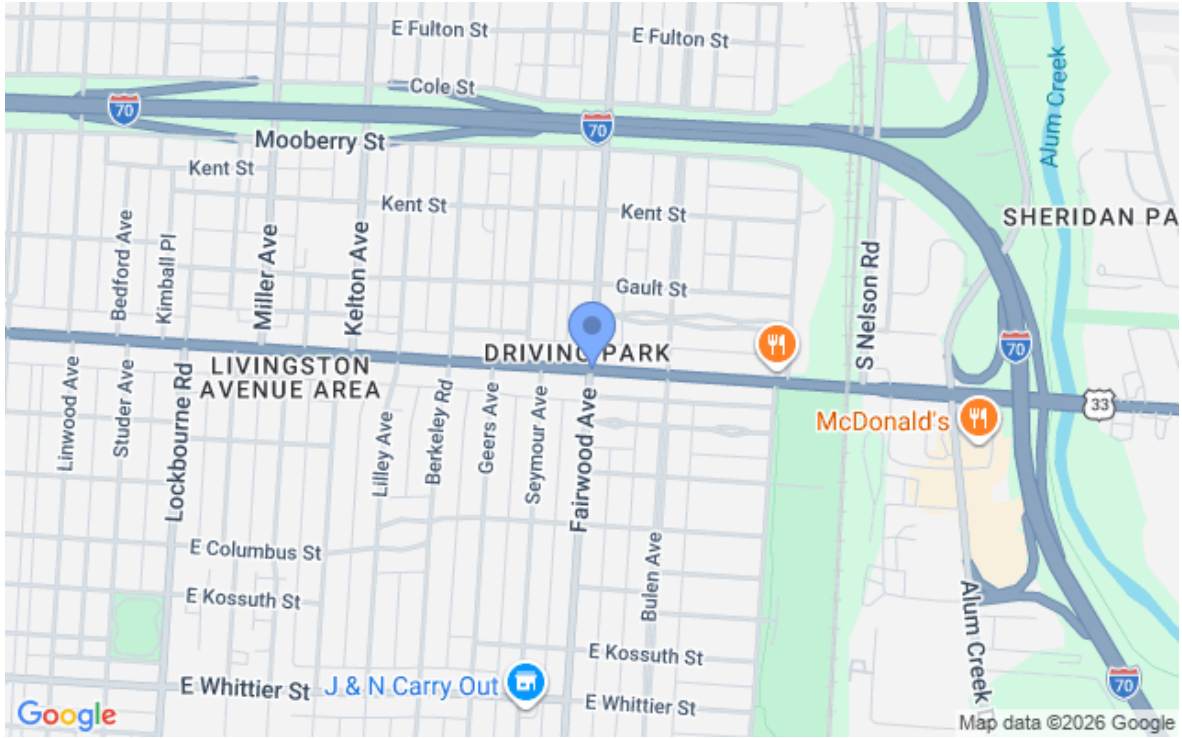 E Fulton St
E Fulton St
Cole St
70
70
Mooberry St
Alum Creek
Kent St
Kent St
Kent St
SHERIDAN PA
Bedford Ave
Kimball Pl
Miller Ave
Kelton Ave
S Nelson Rd
Gault St
DRIVING PARK
70
LIVINGSTON
AVENUE AREA
33
McDonald's
Linwood Ave
Studer Ave
Lockbourne Rd
Lilley Ave
Berkeley Rd
Geers Ave
Seymour Ave
Fairwood Ave
Bulen Ave
E Columbus St
E Kossuth St
Alum Creek D
E Kossuth St
E Whittier St
J & N Carry Out
E Whittier St
70
Google
Map data ©2026 Google